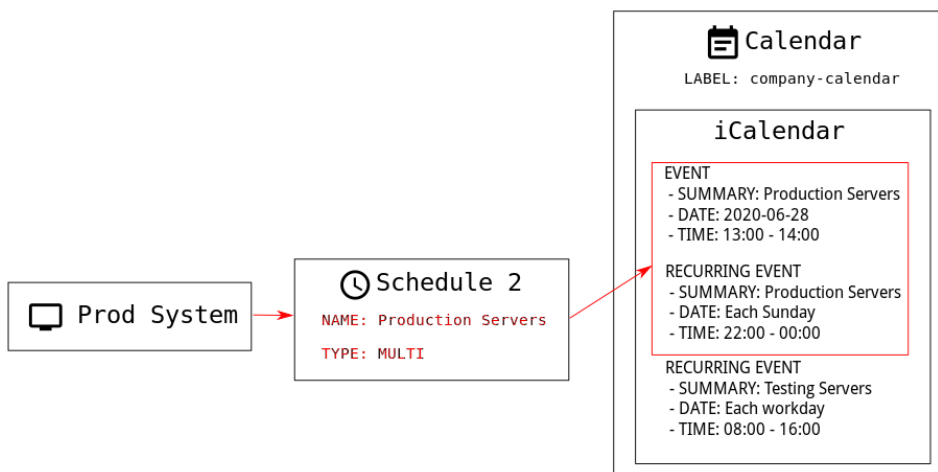 Calendar
LABEL: company-calendar
iCalendar
EVENT
- SUMMARY: Production Servers
- DATE: 2020-06-28
- TIME: 13:00 - 14:00
RECURRING EVENT
- SUMMARY: Production Servers
- DATE: Each Sunday
- TIME: 22:00 - 00:00
RECURRING EVENT
- SUMMARY: Testing Servers
- DATE: Each workday
- TIME: 08:00 - 16:00
Prod System
Schedule 2
NAME: Production Servers
TYPE: MULTI